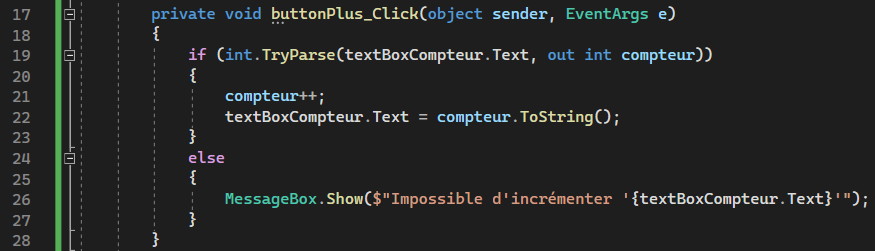 17 private void buttonPlus_Click(object sender, EventArgs e)
18 {
19 if (int.TryParse(textBoxCompteur.Text, out int compteur))
20 {
21 compteur++;
22 textBoxCompteur.Text = compteur.ToString();
23 }
24 else
25 {
26 MessageBox.Show($"Impossible d'incrémenter '{textBoxCompteur.Text}'");
27 }
28 }